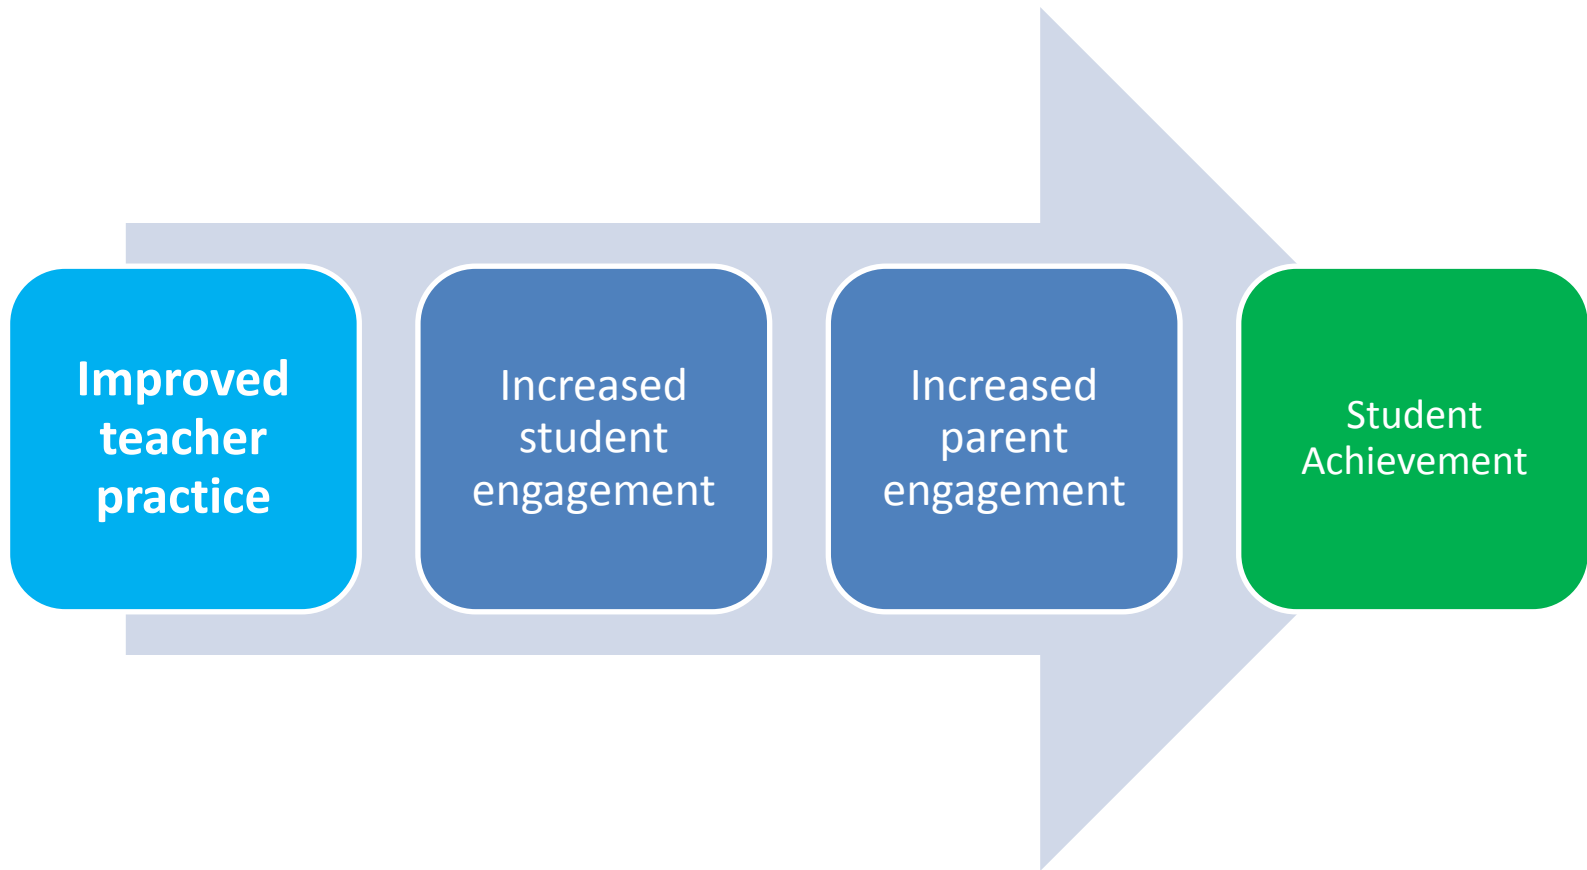 Improved
teacher
practice
Increased
student
engagement
Increased
parent
engagement
Student
Achievement